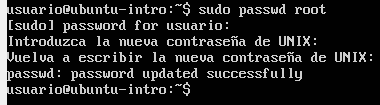 usuario@ubuntu-intro:~$ sudo passwd root
[sudo] password for usuario:
Introduzca la nueva contraseña de UNIX:
Vuelva a escribir la nueva contraseña de UNIX:
passwd: password updated successfully
usuario@ubuntu-intro:~$